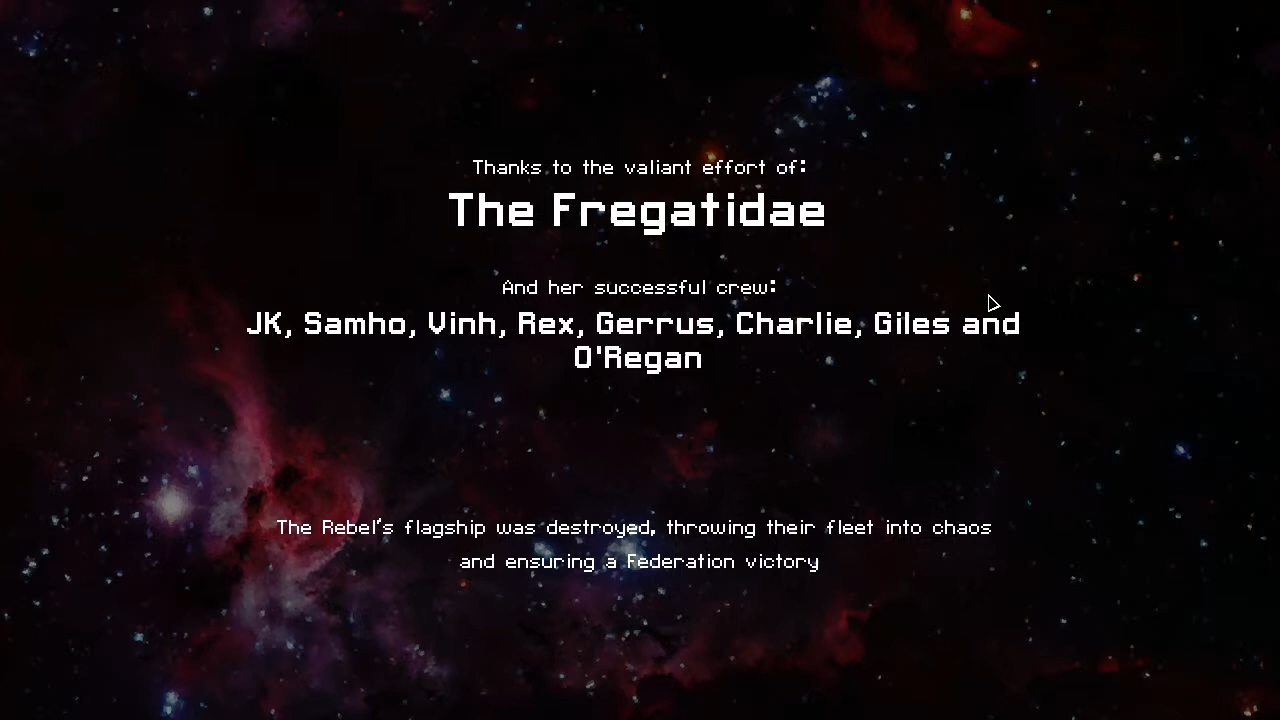 Thanks to the valiant effort of:
The Fregatidae
And her successful crew:
JK, Samho, Vinh, Rex, Gerrus, Charlie, Giles and
O'Regan
The Rebel's flagship was destroyed, throwing their fleet into chaos
and ensuring a Federation victory